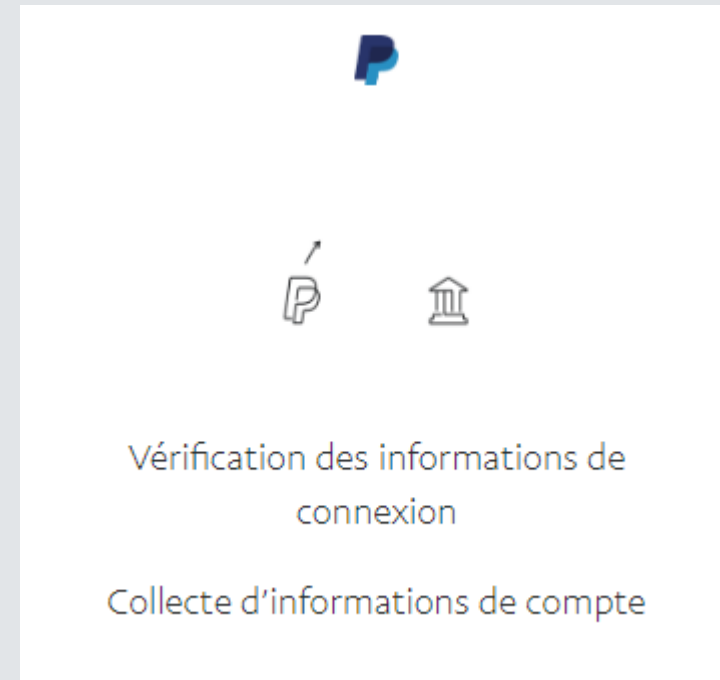 Vérification des informations de
connexion
Collecte d’informations de compte